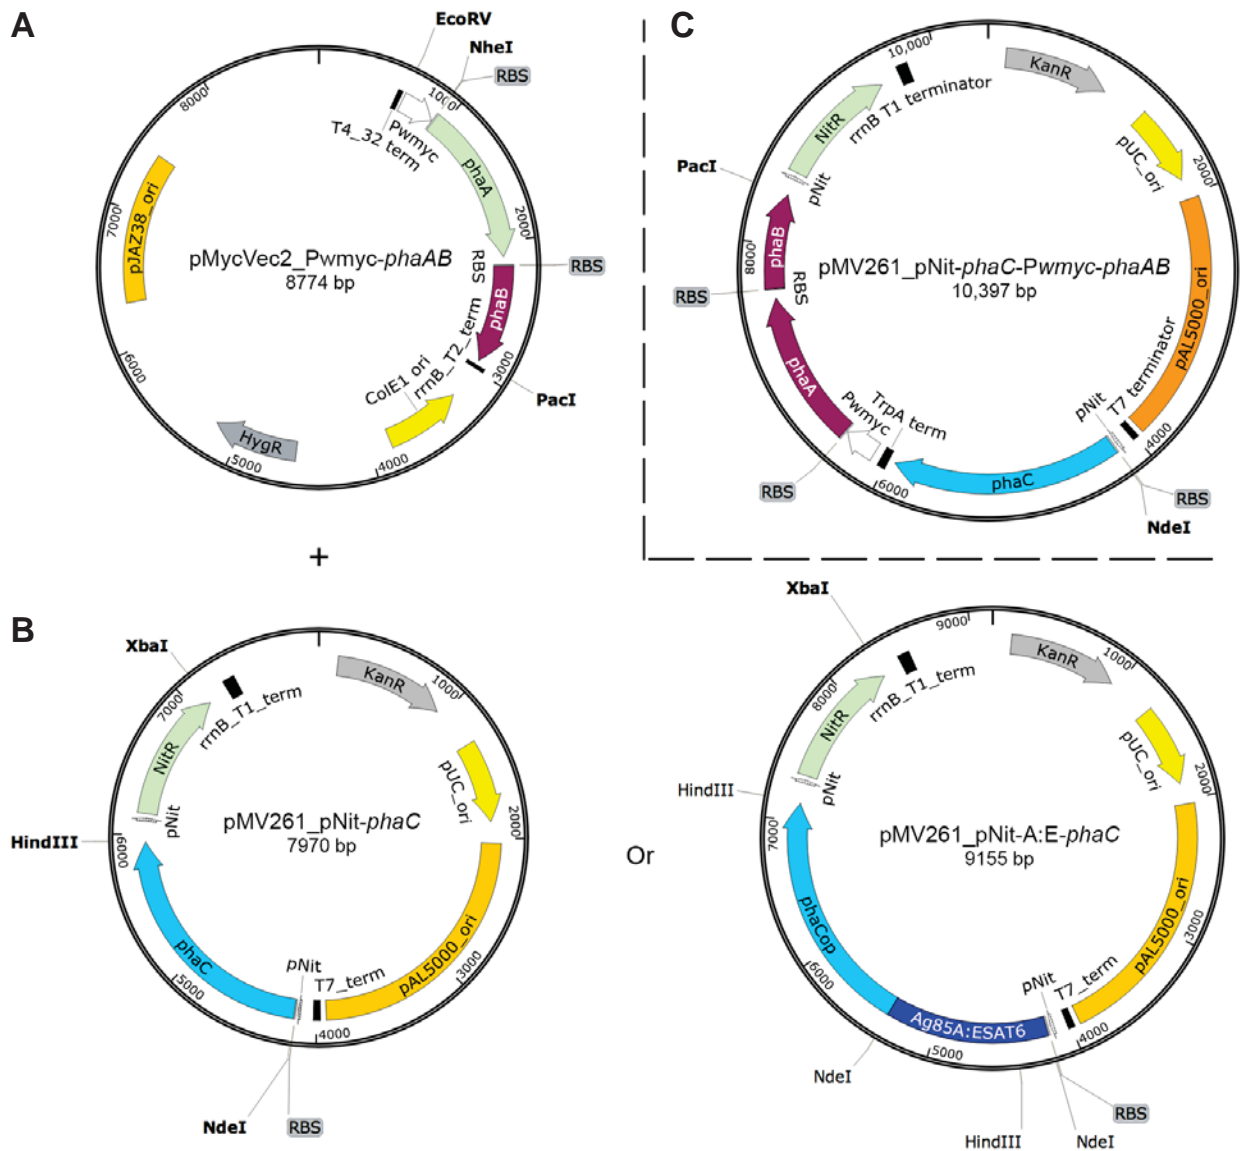 A
EcoRV
NheI
RBS
1000
8000
T4_32 term
Pwmyc
phaA
2000
7000
pJAZ38_ori
pMycVec2_Pwmyc-phaAB
8774 bp
RBS
RBS
phaB
rrnB_T2_term
3000
PacI
ColE1 ori
6000
HygR
5000
4000
+
C
10,000
KanR
rrnB T1 terminator
NitR
pUC_ori
2000
PacI
pNit
phaB
8000
pMV261_pNit-phaC-Pwmyc-phaAB
10,397 bp
RBS
RBS
pAL5000_ori
phaA
T7 terminator
pNit
Pwmyc
TrpA term
4000
RBS
6000
phaC
RBS
NdeI
B
XbaI
KanR
1000
7000
rrnB_T1_term
NitR
pUC_ori
pNit
2000
pMV261_pNit-phaC
7970 bp
HindIII
6000
pAL5000_ori
phaC
3000
5000
pNit
T7_term
4000
NdeI
RBS
Or
XbaI
9000
KanR
1000
8000
rrnB_T1_term
NitR
pUC_ori
2000
HindIII
pNit
7000
pMV261_pNit-A:E-phaC
9155 bp
phaCop
pAL5000_ori
3000
6000
pNit
T7_term
Ag85A:ESAT6
4000
5000
NdeI
RBS
HindIII
NdeI